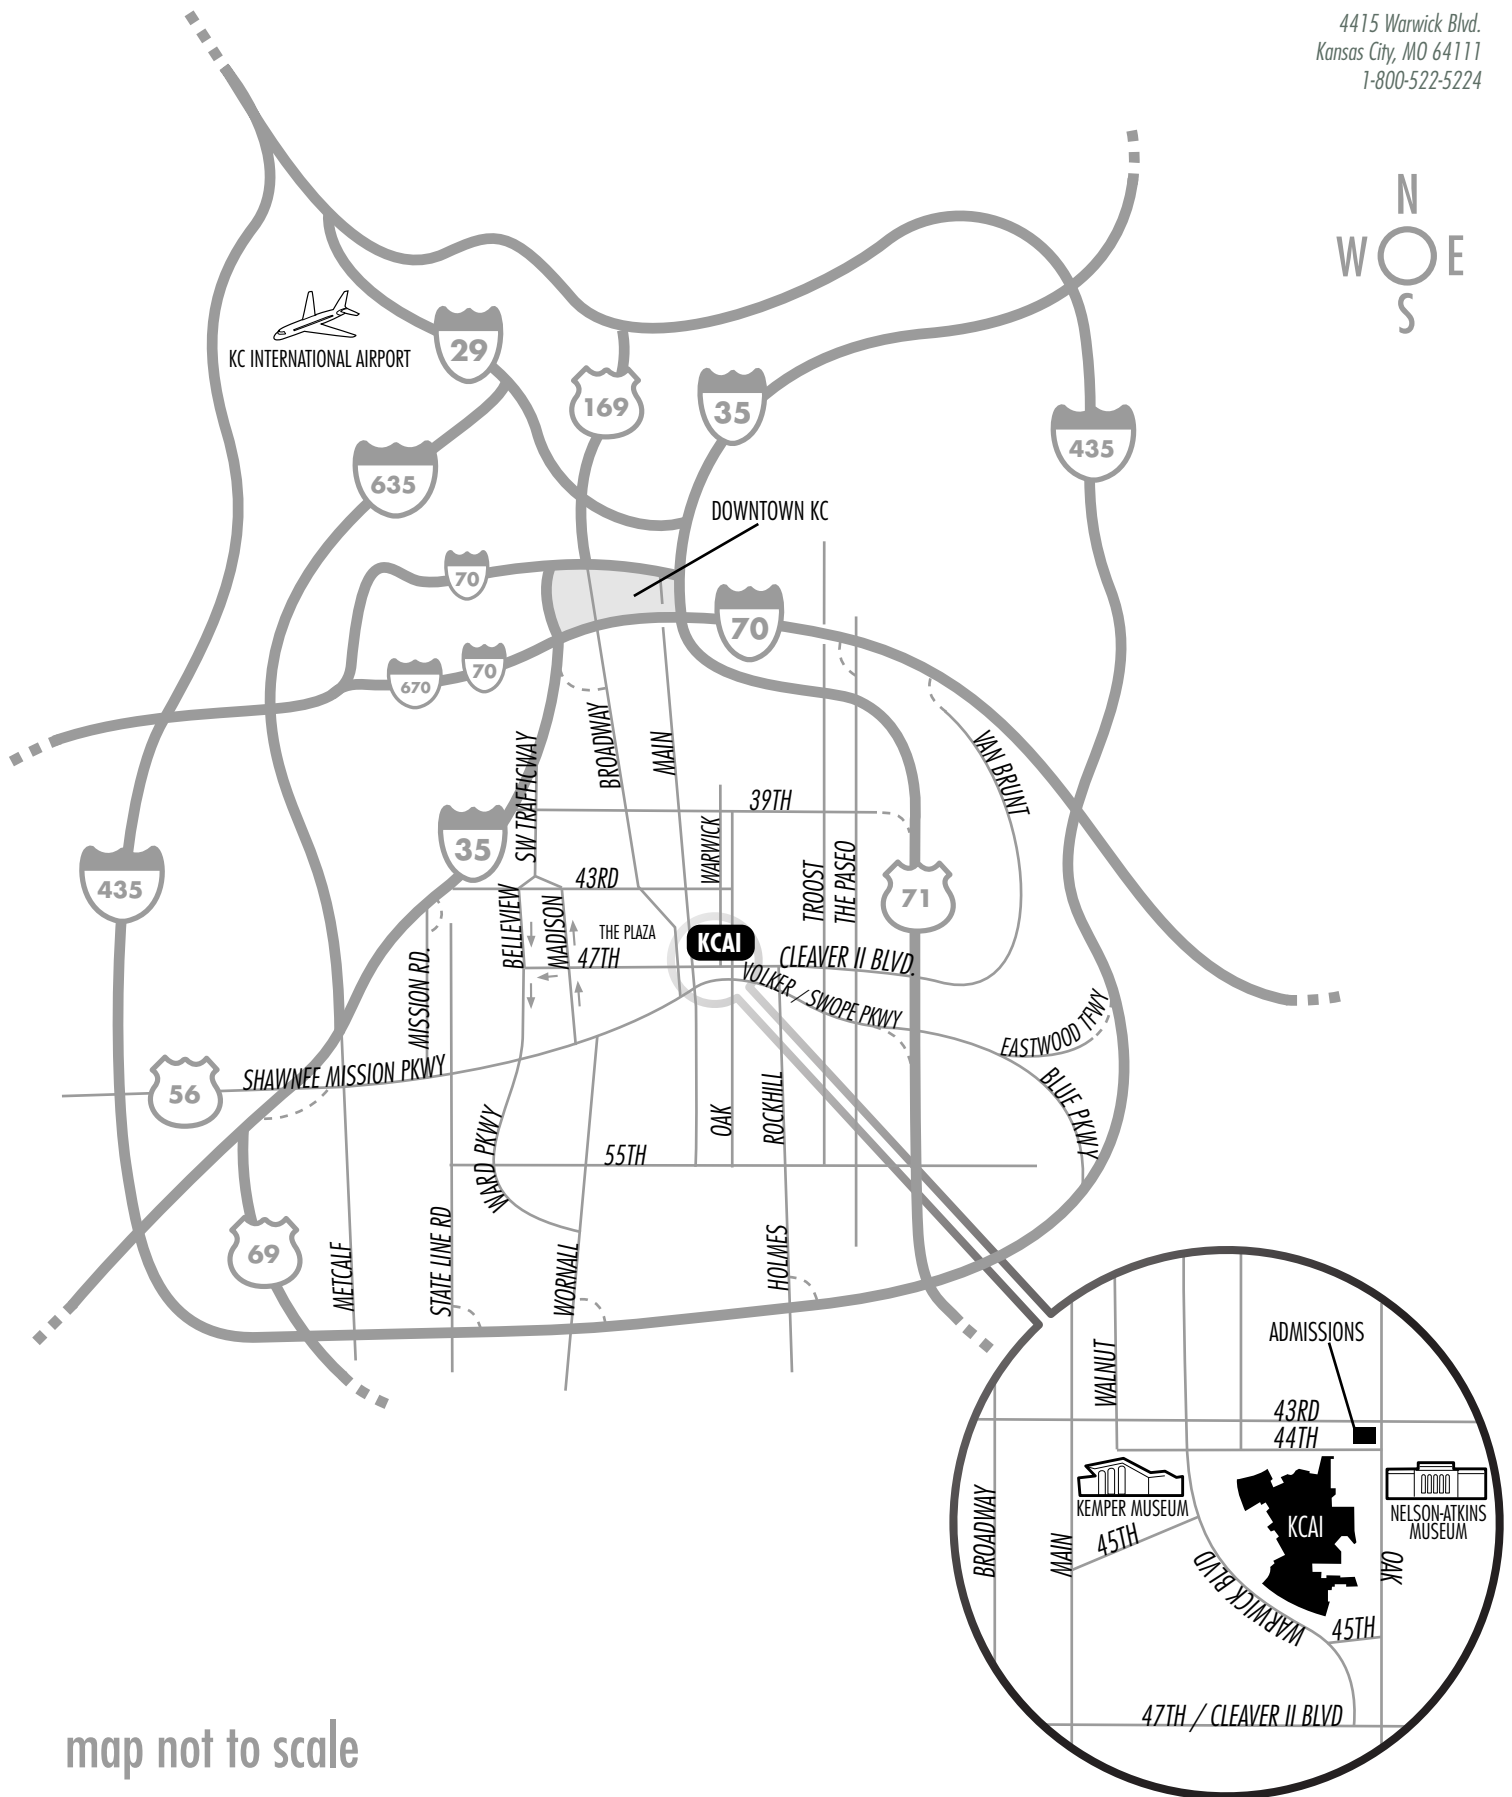 4415 Warwick Blvd.
Kansas City, MO 64111
1-800-522-5224
N
W E
S
KC INTERNATIONAL AIRPORT
29
169
35
435
635
DOWNTOWN KC
70
70
70
670
SW TRAFFICWAY
BROADWAY
MAIN
VAN BRUNT
39TH
WARWICK
35
435
43RD
TROOST
THE PASEO
71
BELLEVIEW
MADISON
THE PLAZA
KCAI
47TH
CLEAVER II BLVD.
MISSION RD.
VOLKER / SWOPE PKWY
EASTWOOD TFWY
56
SHAWNEE MISSION PKWY
BLUE PKWY
WARD PKWY
OAK
ROCKHILL
55TH
69
METCALF
STATE LINE RD
WORNALL
HOLMES
WALNUT
ADMISSIONS
43RD
44TH
KEMPER MUSEUM
KCAI
NELSON-ATKINS
MUSEUM
BROADWAY
MAIN
45TH
WARWICK BLVD
OAK
45TH
47TH / CLEAVER II BLVD
map not to scale